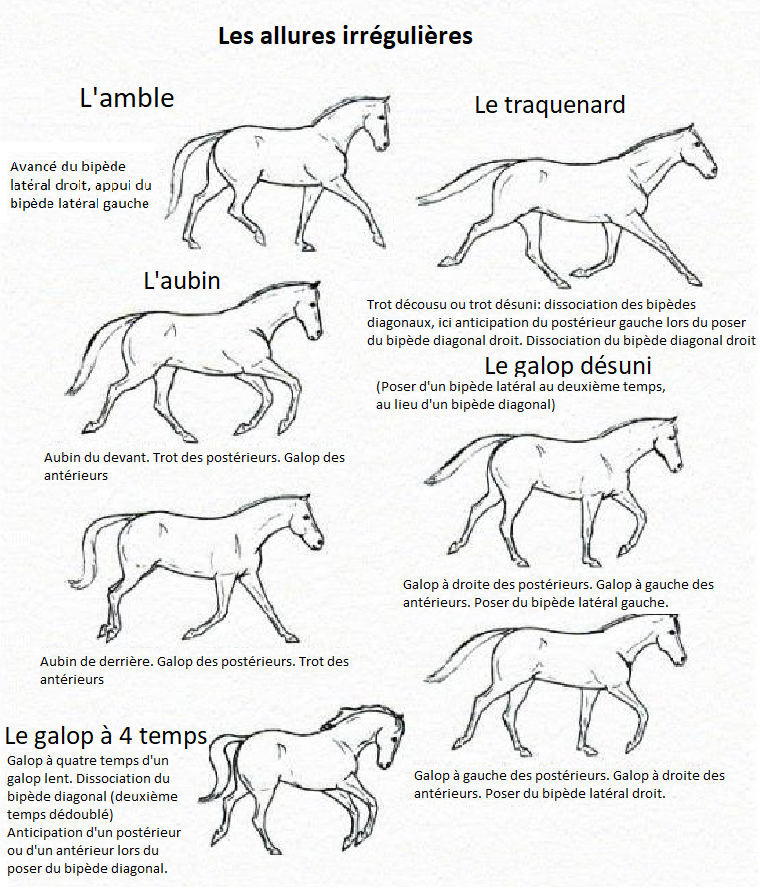 Les allures irrégulières
L'amble
Avancé du bipède
latéral droit, appui du
bipède latéral gauche
Le traquenard
Trot décousu ou trot désuni: dissociation des bipèdes
diagonaux, ici anticipation du postérieur gauche lors du poser
du bipède diagonal droit. Dissociation du bipède diagonal droit
L'aubin
Aubin du devant. Trot des postérieurs. Galop des
antérieurs
Aubin de derrière. Galop des postérieurs. Trot des
antérieurs
Le galop désuni
(Poser d'un bipède latéral au deuxième temps,
au lieu d'un bipède diagonal)
Galop à droite des postérieurs. Galop à gauche des
antérieurs. Poser du bipède latéral gauche.
Galop à gauche des postérieurs. Galop à droite des
antérieurs. Poser du bipède latéral droit.
Le galop à 4 temps
Galop à quatre temps d'un
galop lent. Dissociation du
bipède diagonal (deuxième
temps dédoublé)
Anticipation d'un postérieur
ou d'un antérieur lors du
poser du bipède diagonal.